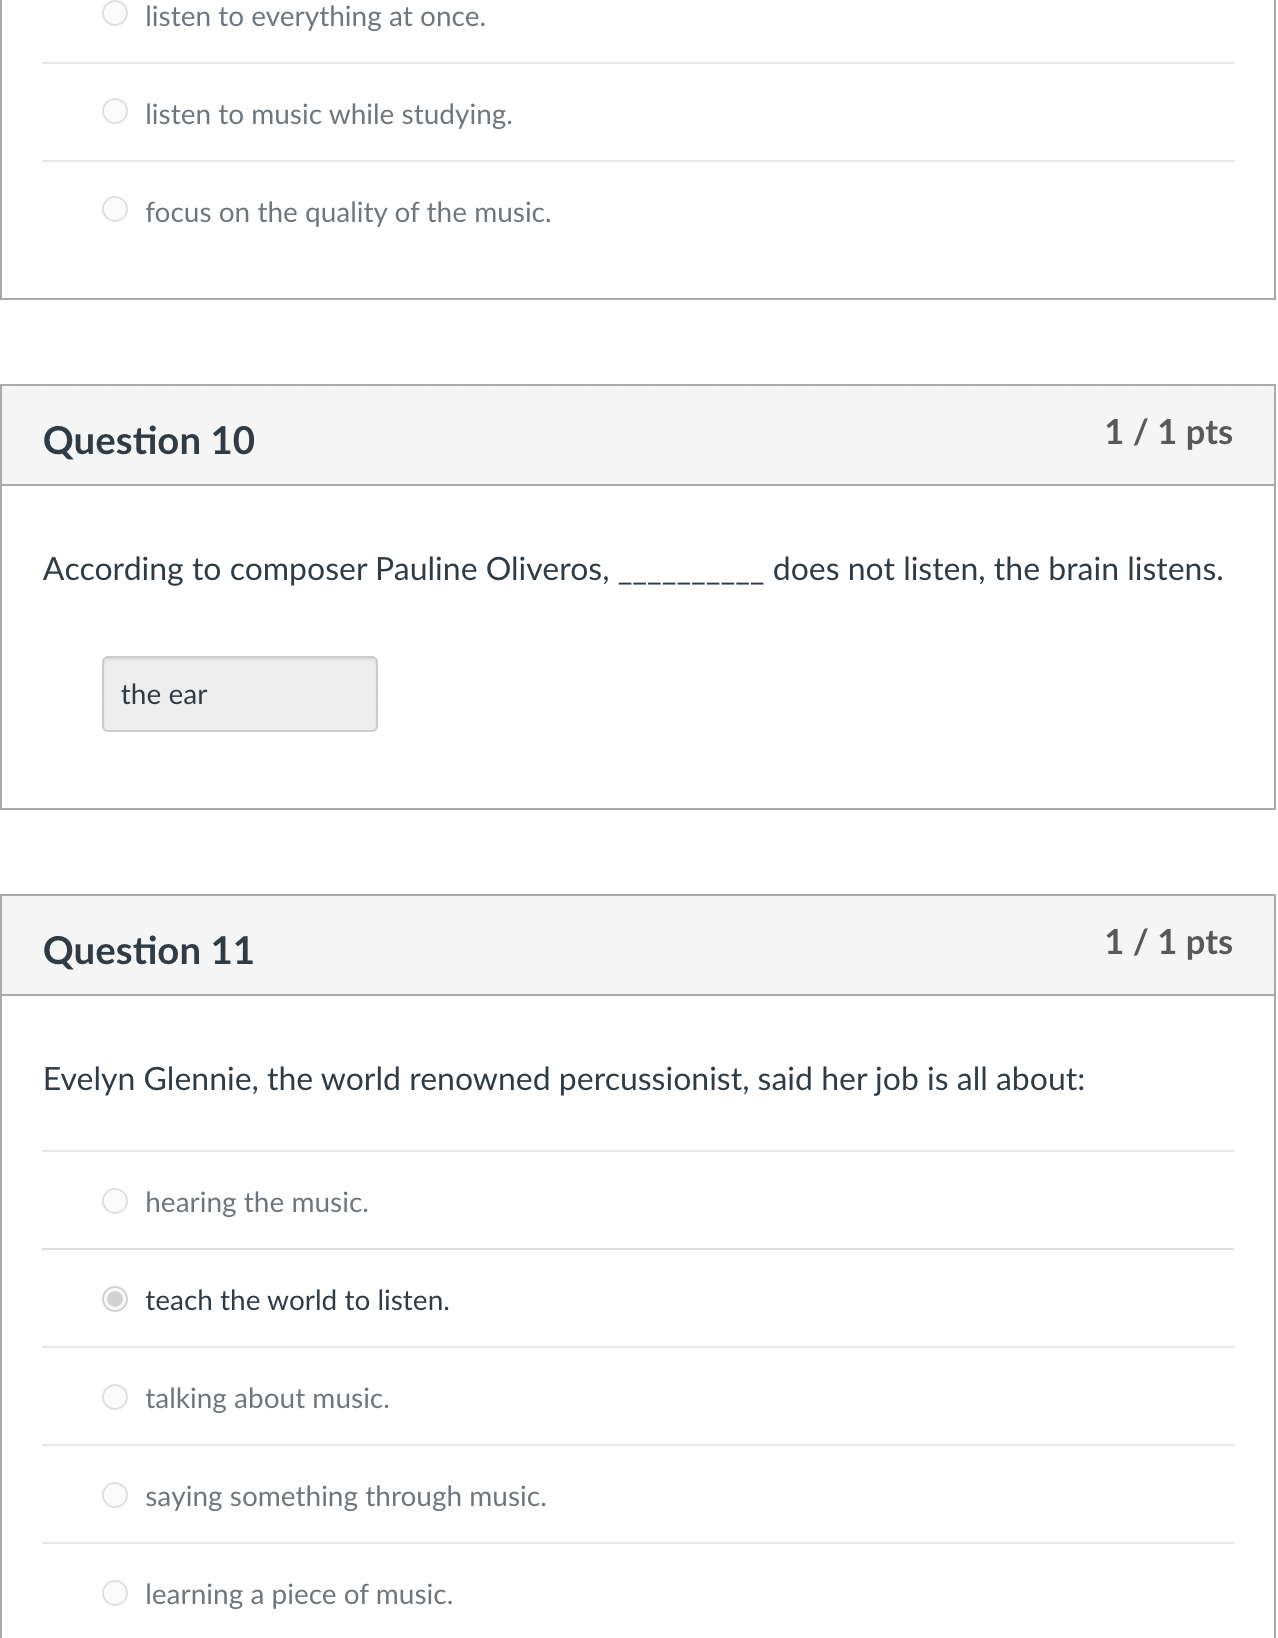 listen to everything at once.
listen to music while studying.
focus on the quality of the music.
Question 10
1 / 1 pts
According to composer Pauline Oliveros, __________ does not listen, the brain listens.
the ear
Question 11
1 / 1 pts
Evelyn Glennie, the world renowned percussionist, said her job is all about:
hearing the music.
teach the world to listen.
talking about music.
saying something through music.
learning a piece of music.